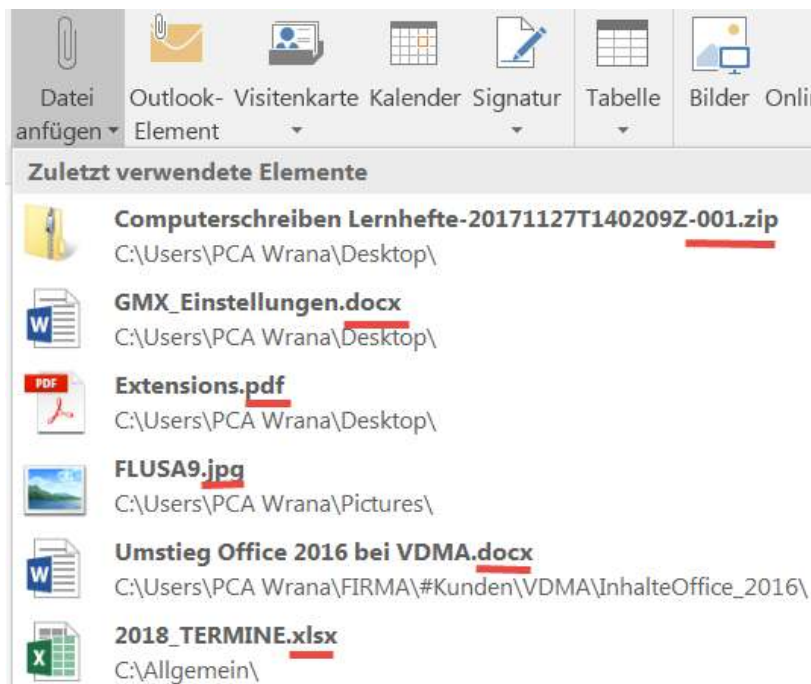 Datei anfügen
Outlook-Element
Visitenkarte
Kalender
Signatur
Tabelle
Bilder
Zuletzt verwendete Elemente
Computerschreiben Lernhefte-20171127T140209Z-001.zip
C:\Users\PCA Wrana\Desktop\
GMX_Einstellungen.docx
C:\Users\PCA Wrana\Desktop\
PDF
Extensions.pdf
C:\Users\PCA Wrana\Desktop\
FLUSA9.jpg
C:\Users\PCA Wrana\Pictures\
Umstieg Office 2016 bei VDMA.docx
C:\Users\PCA Wrana\FIRMA\#Kunden\VDMA\InhalteOffice_2016\
2018_TERMINE.xlsx
C:\Allgemein\